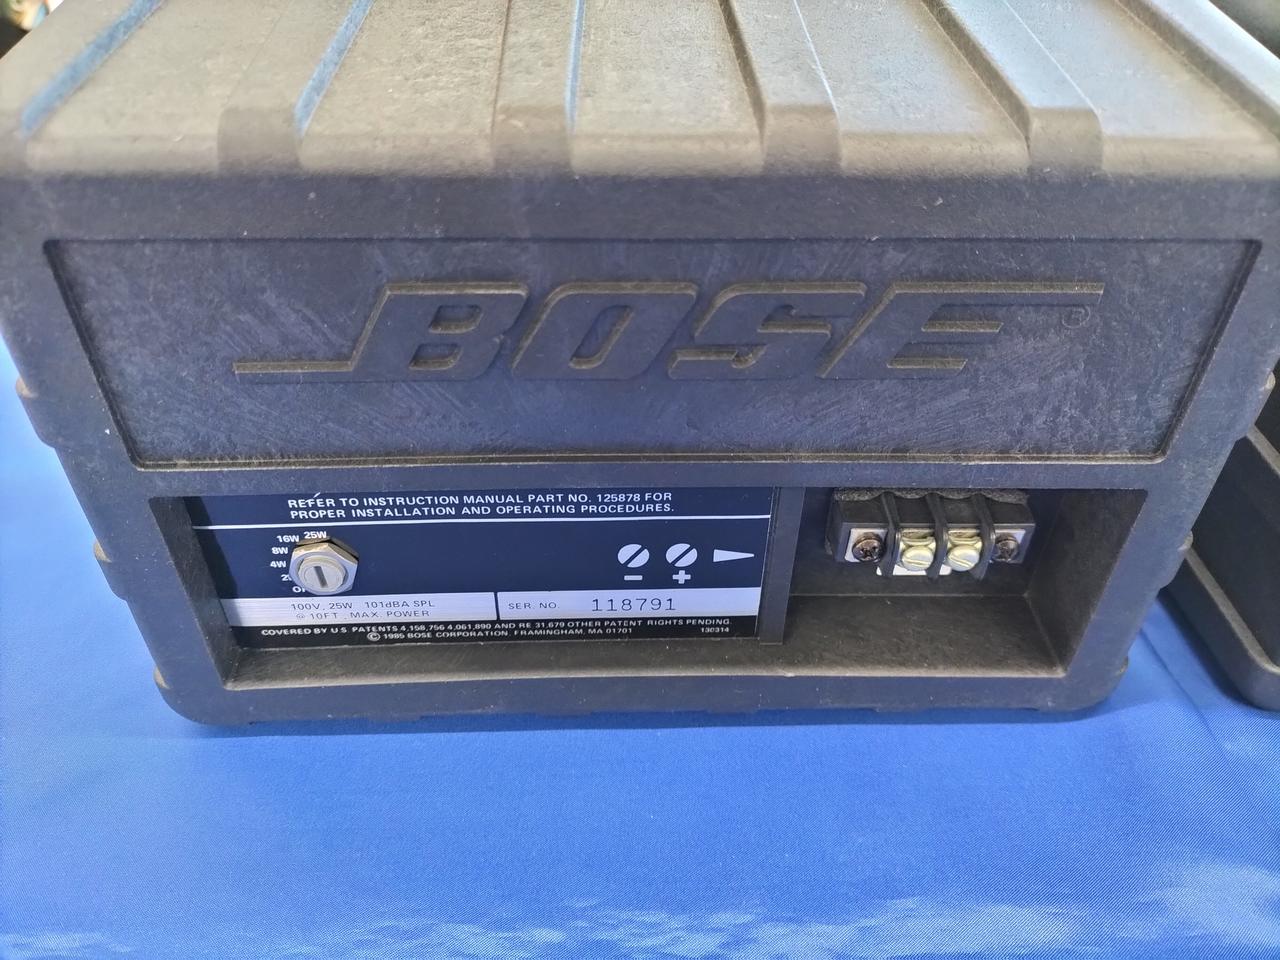 BOSE®
REFER TO INSTRUCTION MANUAL PART NO. 125878 FOR
PROPER INSTALLATION AND OPERATING PROCEDURES.
16W 25W
8W
4W
- +
100V, 25W 101dBA SPL
@ 10FT., MAX. POWER
SER. NO. 118791
COVERED BY U.S. PATENTS 4,158,756 4,061,890 AND RE 31,679 OTHER PATENT RIGHTS PENDING.
© 1985 BOSE CORPORATION, FRAMINGHAM, MA 01701 130314